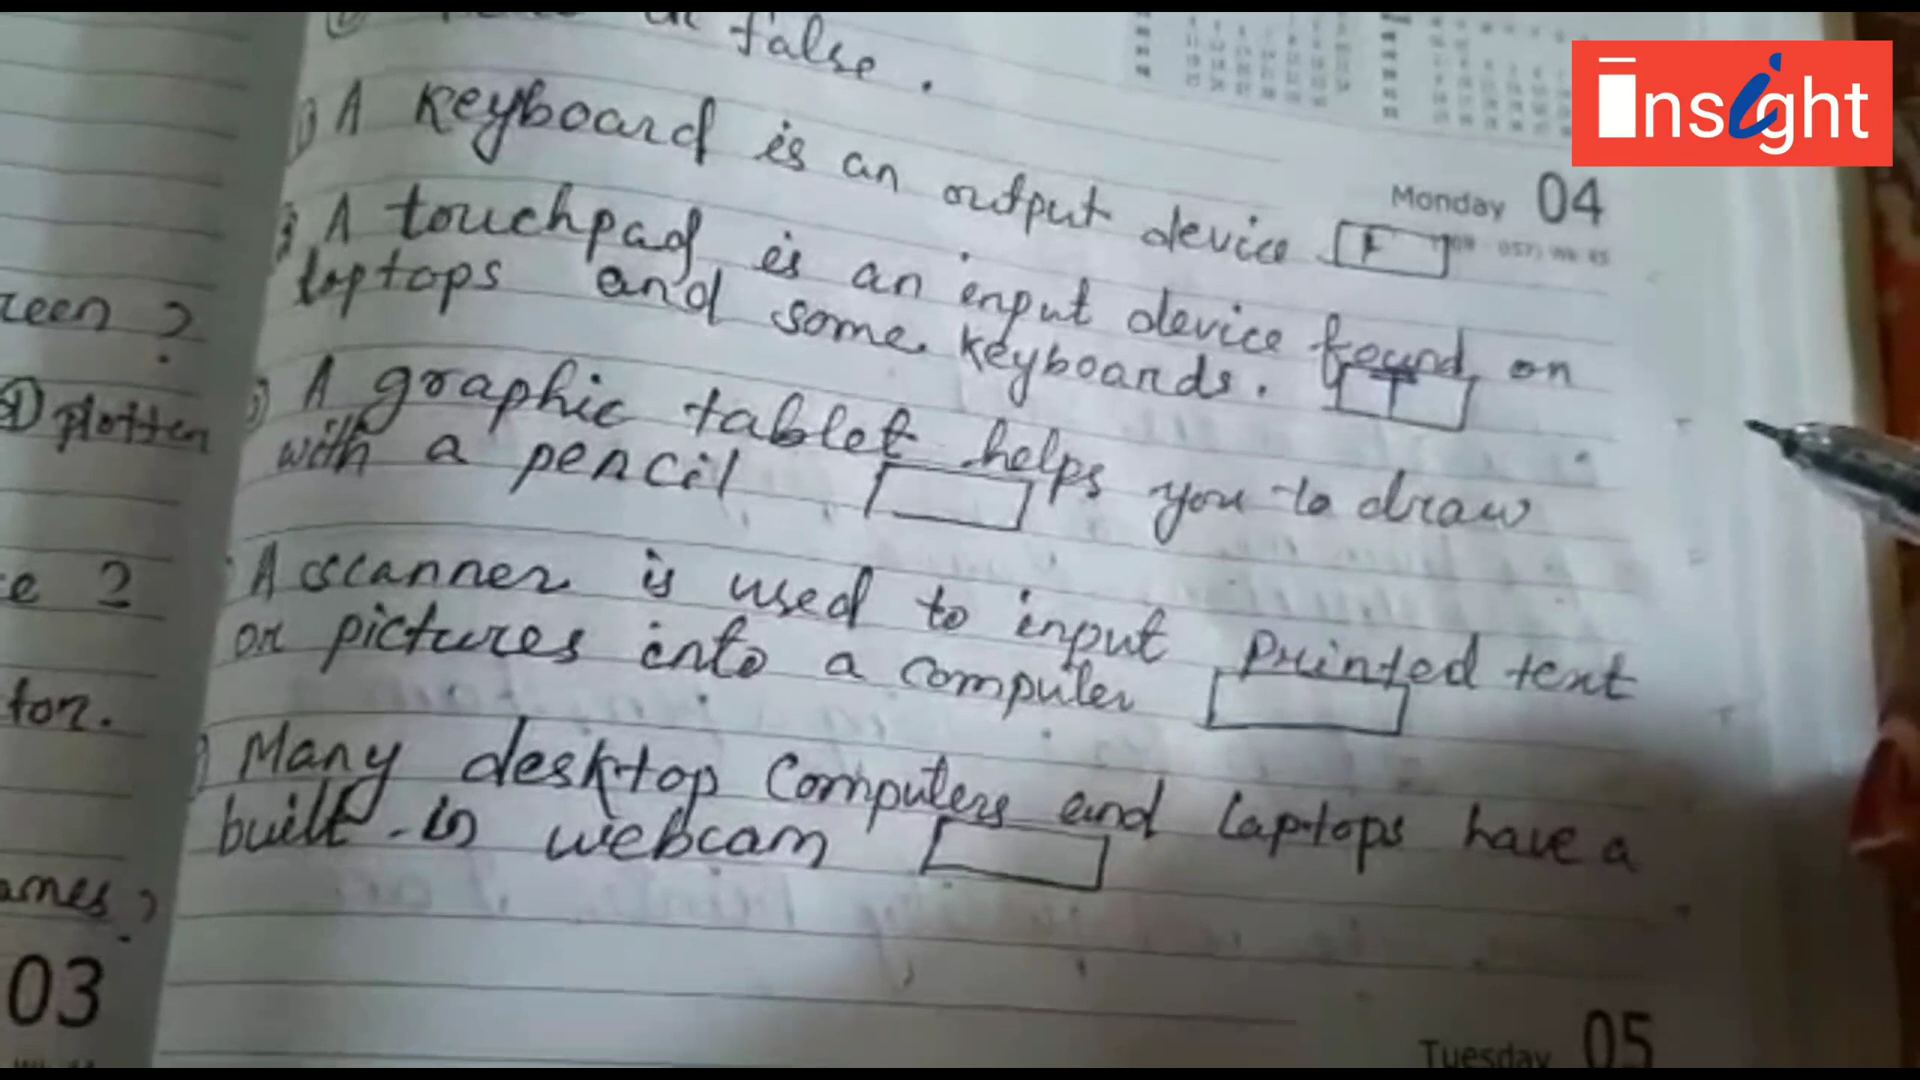 false.
Insight
1) A Keyboard is an output device F
Monday 04
A touchpad is an input device found on
laptops and some keyboards. T
A graphic tablet helps you to draw
with a pencil
A scanner is used to input printed text
or pictures into a computer
Many desktop Computers and Laptops have a
built-in webcam
Tuesday 05
reen ?
plotter
e ?
tor.
ames ?
03